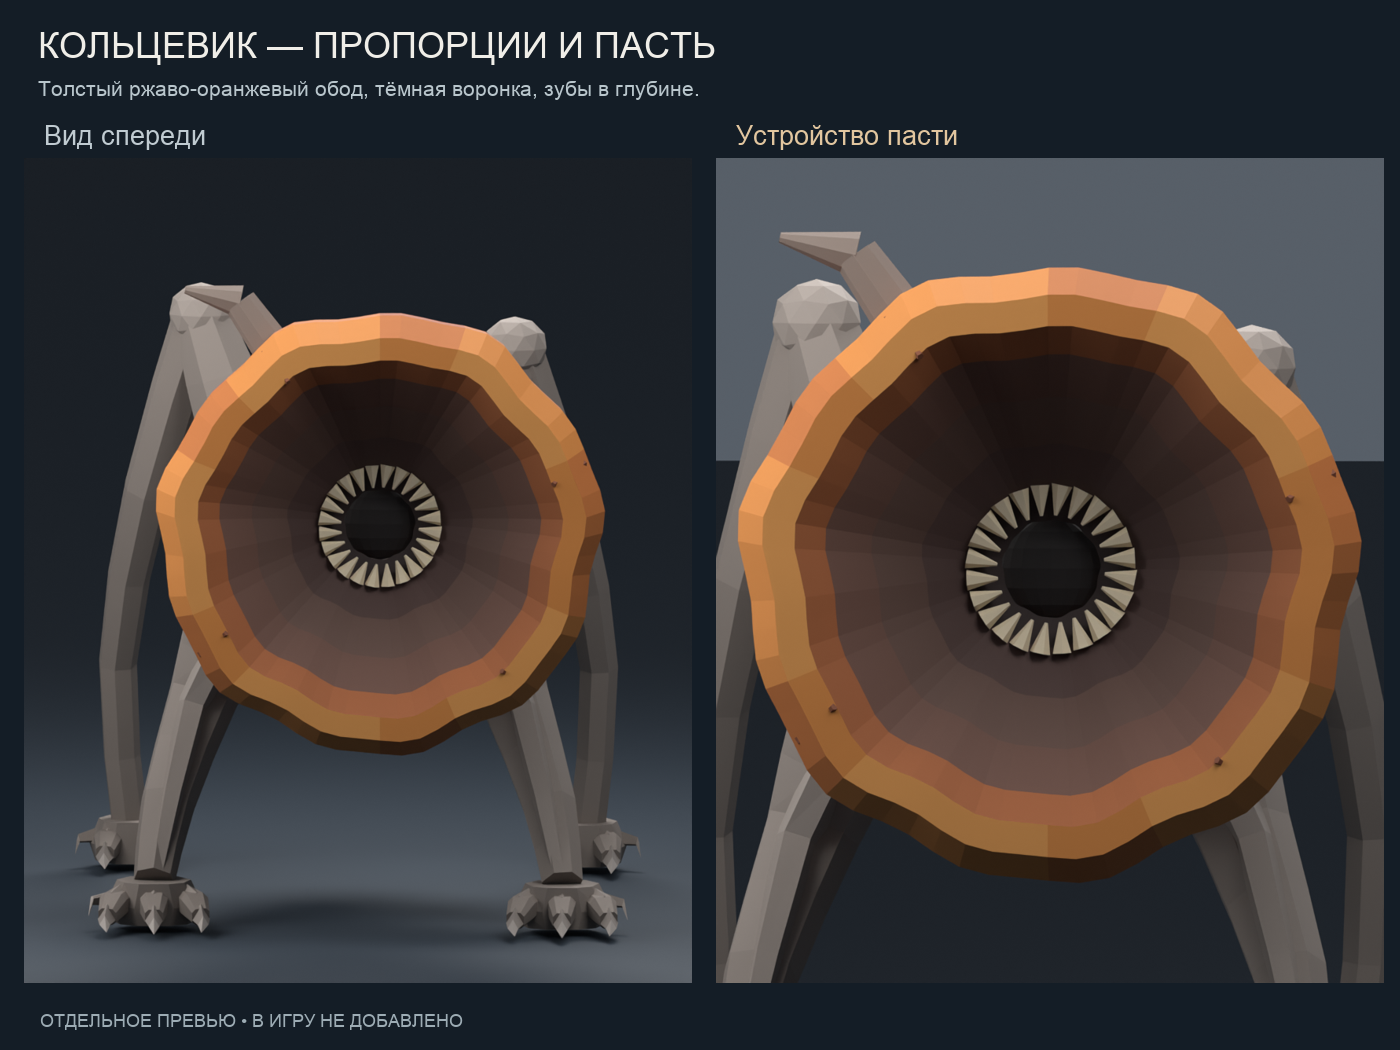 КОЛЬЦЕВИК — ПРОПОРЦИИ И ПАСТЬ
Толстый ржаво-оранжевый обод, тёмная воронка, зубы в глубине.
Вид спереди
Устройство пасти
ОТДЕЛЬНОЕ ПРЕВЬЮ • В ИГРУ НЕ ДОБАВЛЕНО